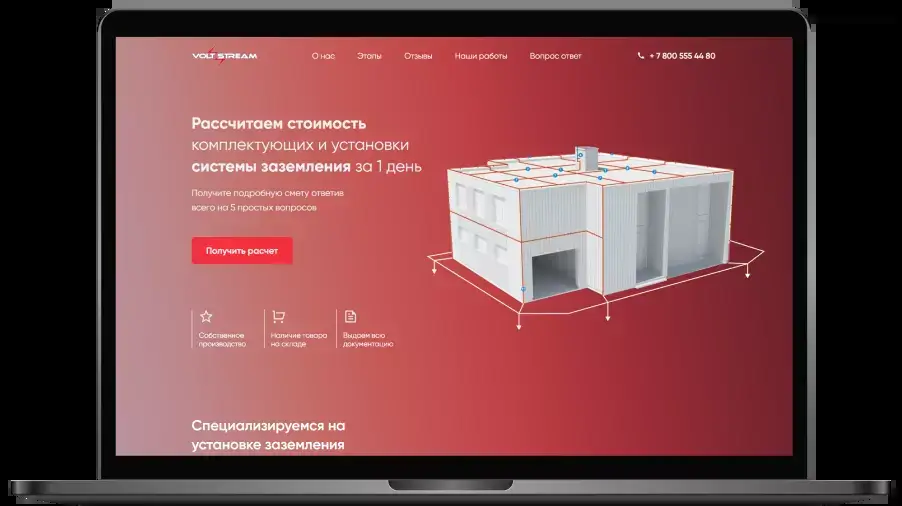 VOLT STREAM
О нас
Этапы
Отзывы
Наши работы
Вопрос ответ
+ 7 800 555 44 80
Рассчитаем стоимость
комплектующих и установки
системы заземления за 1 день
Получите подробную смету ответив
всего на 5 простых вопросов
Получить расчет
Собственное
производство
Наличие товара
на складе
Выдаем всю
документацию
Специализируемся на
установке заземления